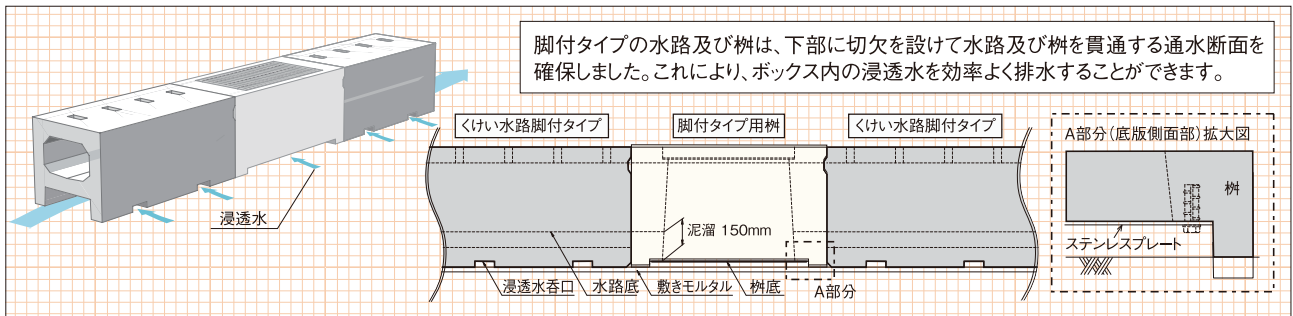 脚付タイプの水路及び桝は、下部に切欠を設けて水路及び桝を貫通する通水断面を
確保しました。これにより、ボックス内の浸透水を効率よく排水することができます。
浸透水
くけい水路脚付タイプ
脚付タイプ用桝
くけい水路脚付タイプ
泥溜 150mm
浸透水呑口
水路底
敷きモルタル
桝底
A部分
A部分(底版側面部)拡大図
桝
ステンレスプレート